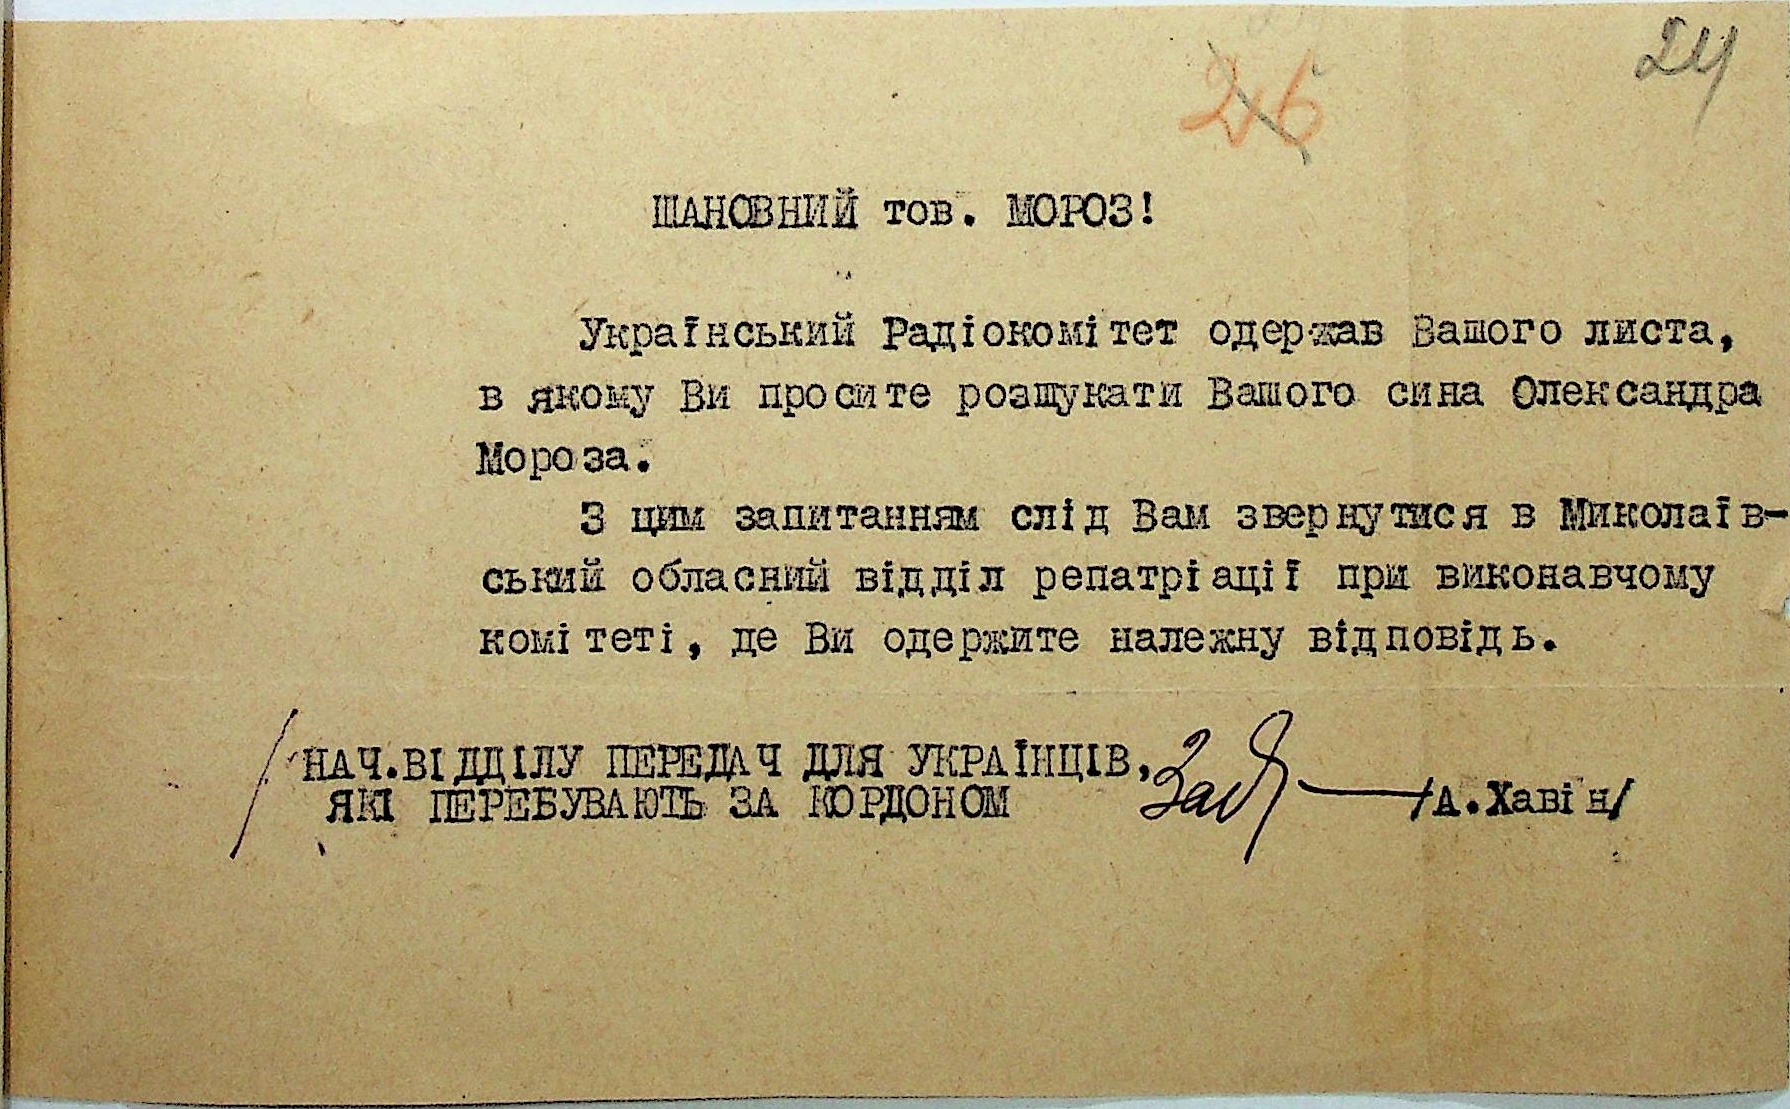 24
26
ШАНОВНИЙ тов. МОРОЗ!
Український Радіокомітет одержав Вашого листа,
в якому Ви просите розшукати Вашого сина Олександра
Мороза.
З цим запитанням слід Вам звернутися в Миколаїв-
ський обласний відділ репатріації при виконавчому
комітеті, де Ви одержите належну відповідь.
НАЧ.ВІДДІЛУ ПЕРЕДАЧ ДЛЯ УКРАЇНЦІВ,
ЯКІ ПЕРЕБУВАЮТЬ ЗА КОРДОНОМ /А.Хавін/